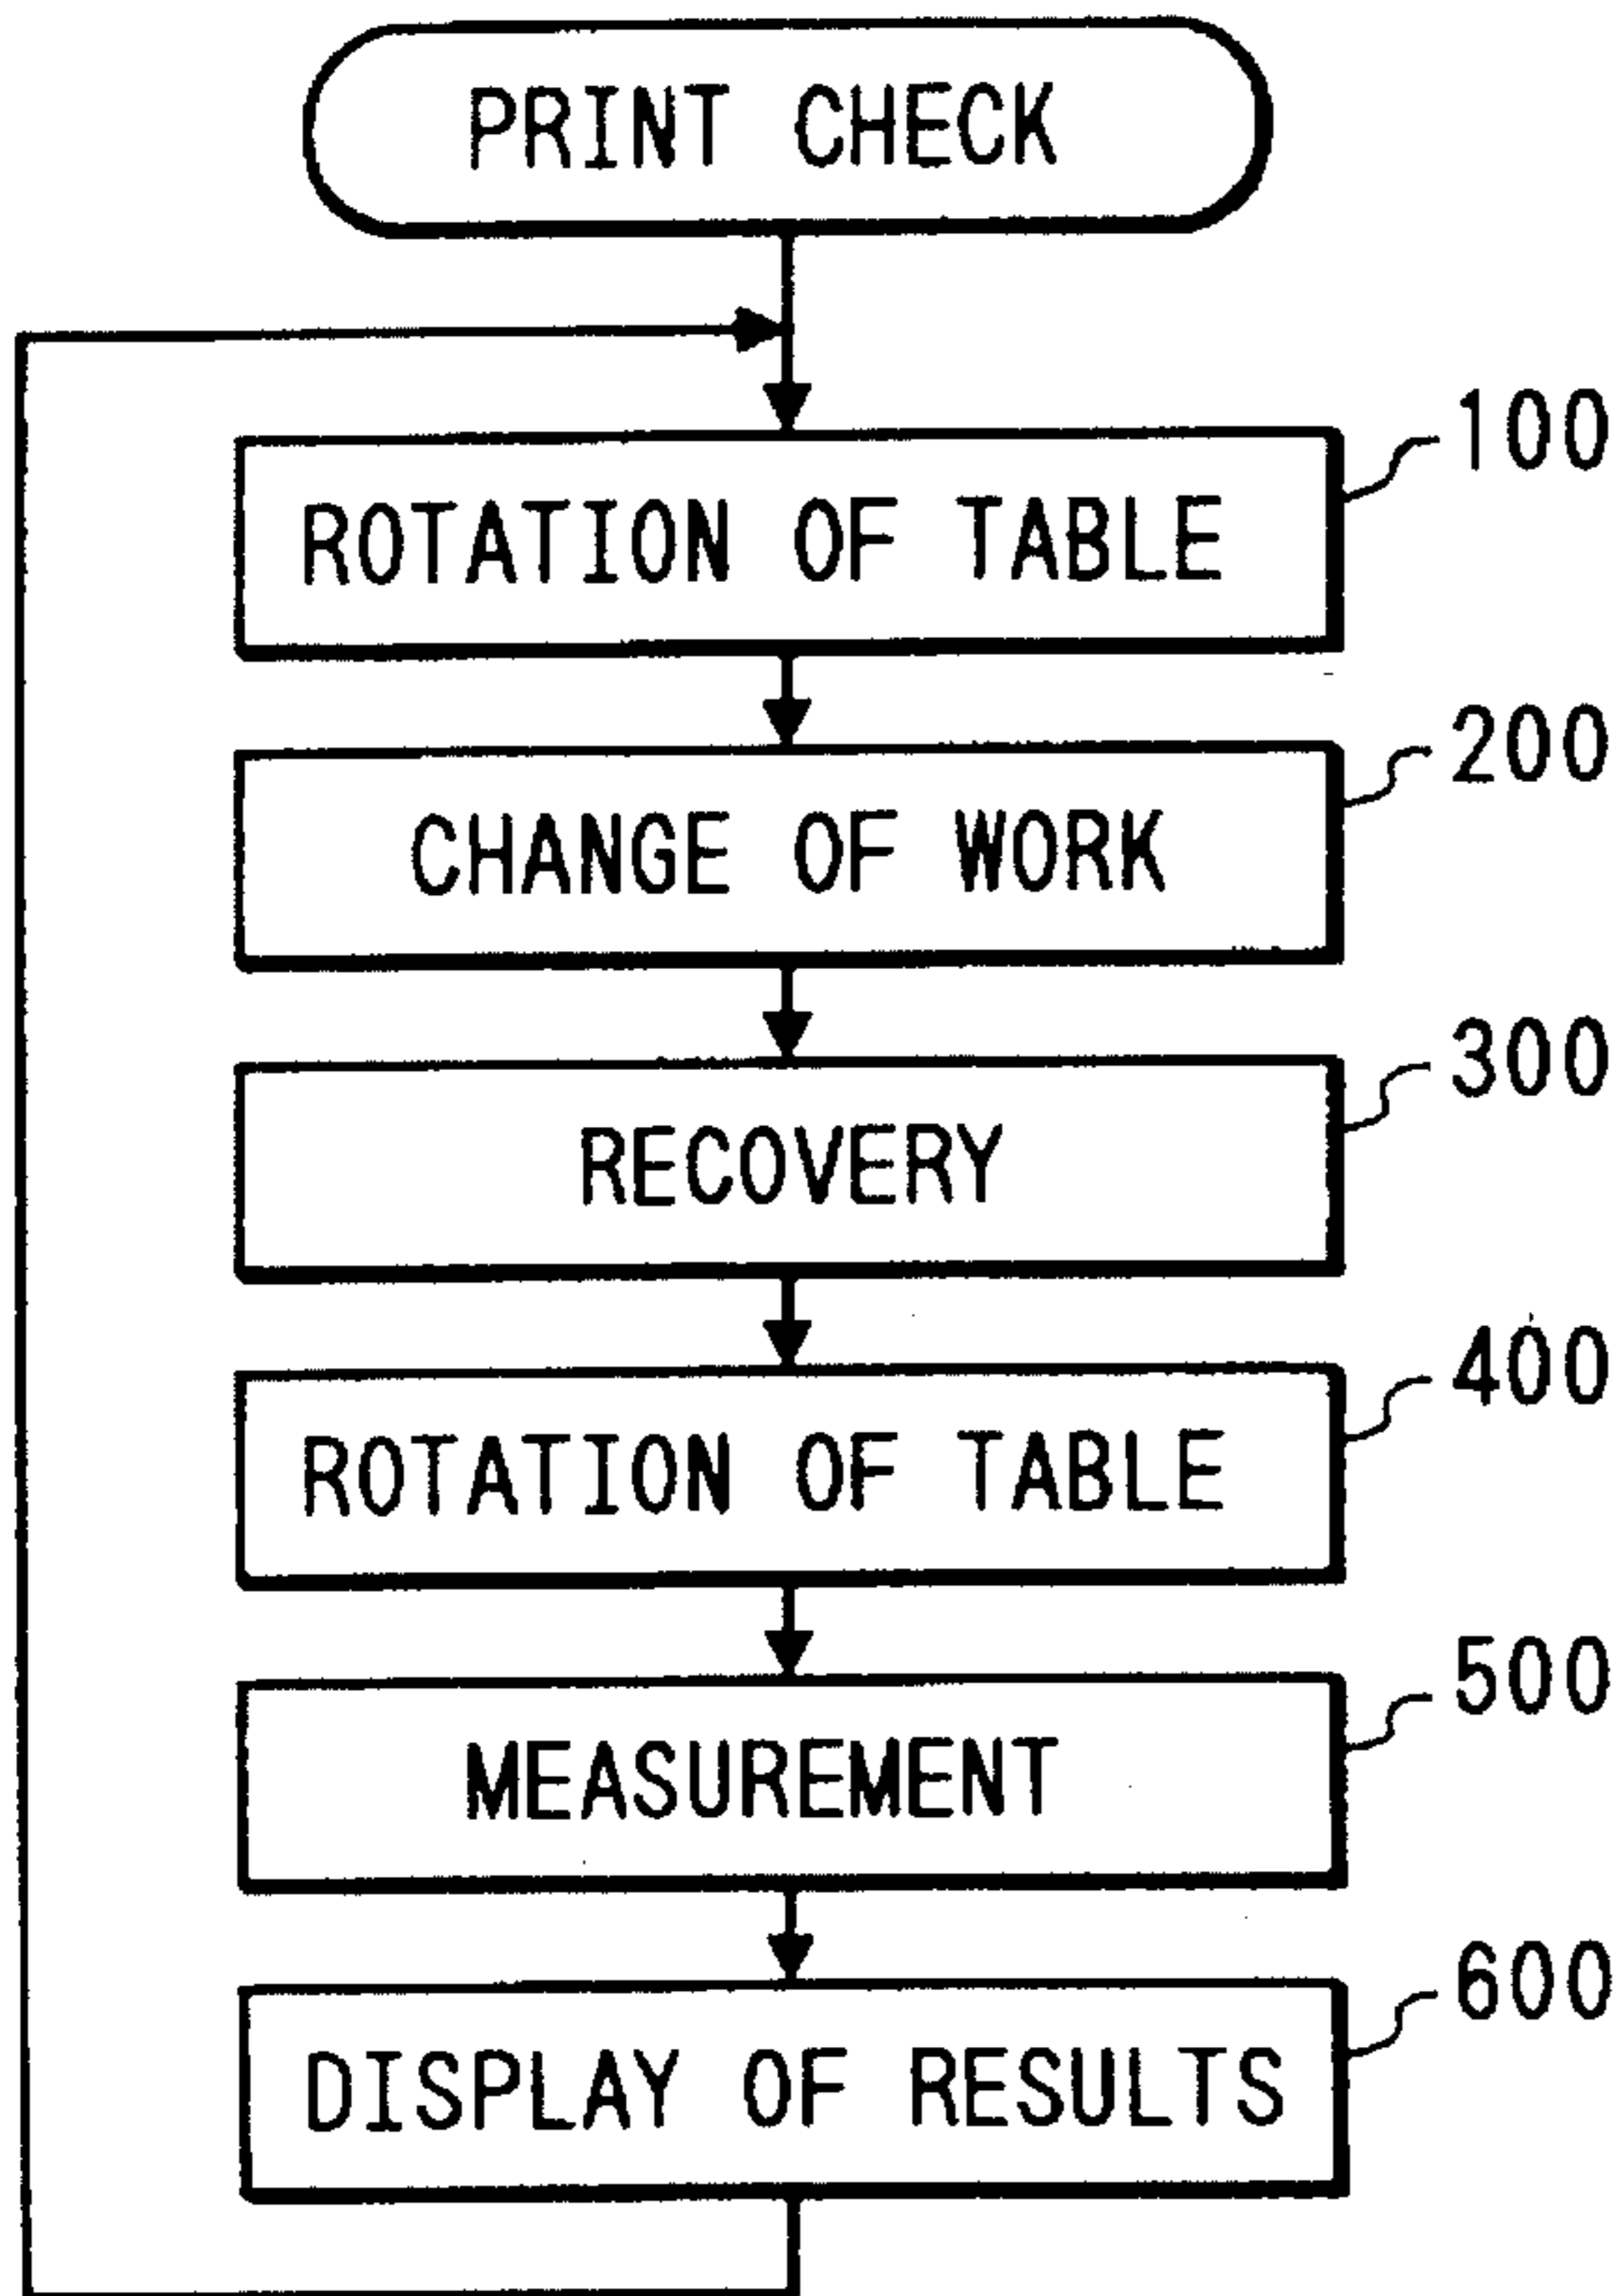 PRINT CHECK
ROTATION OF TABLE
100
CHANGE OF WORK
200
RECOVERY
300
ROTATION OF TABLE
400
MEASUREMENT
500
DISPLAY OF RESULTS
600